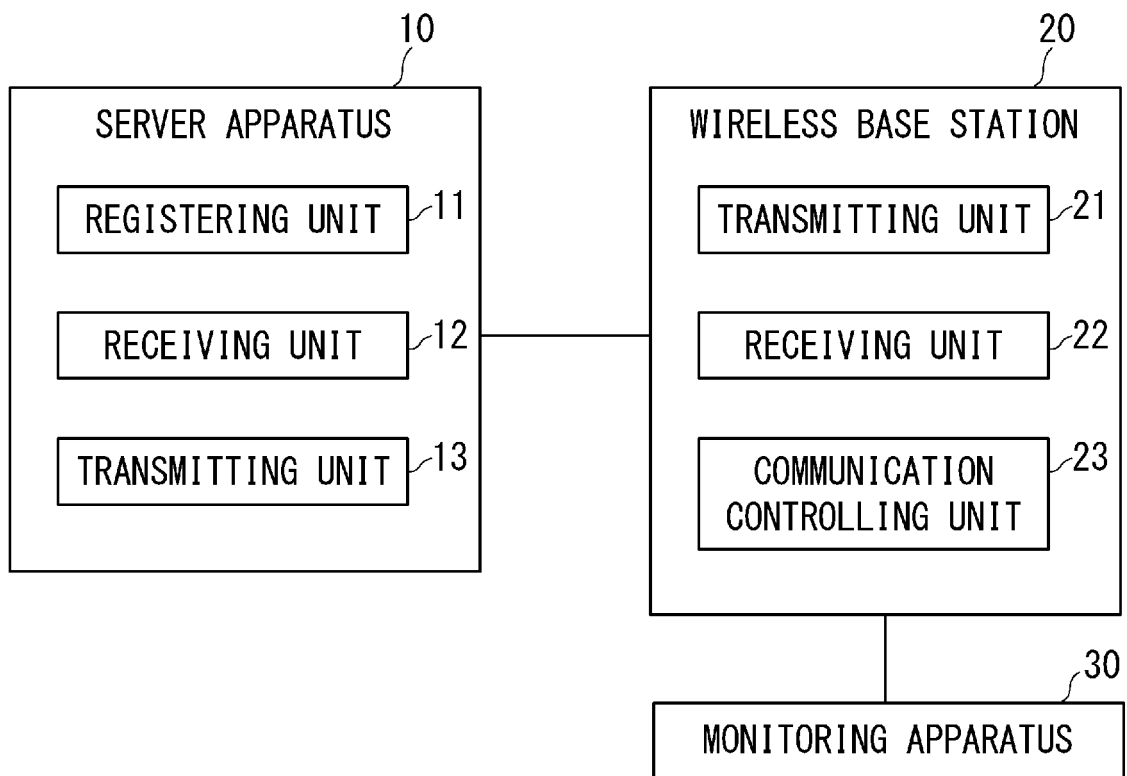 10
SERVER APPARATUS
REGISTERING UNIT
11
RECEIVING UNIT
12
TRANSMITTING UNIT
13
20
WIRELESS BASE STATION
TRANSMITTING UNIT
21
RECEIVING UNIT
22
COMMUNICATION
CONTROLLING UNIT
23
30
MONITORING APPARATUS